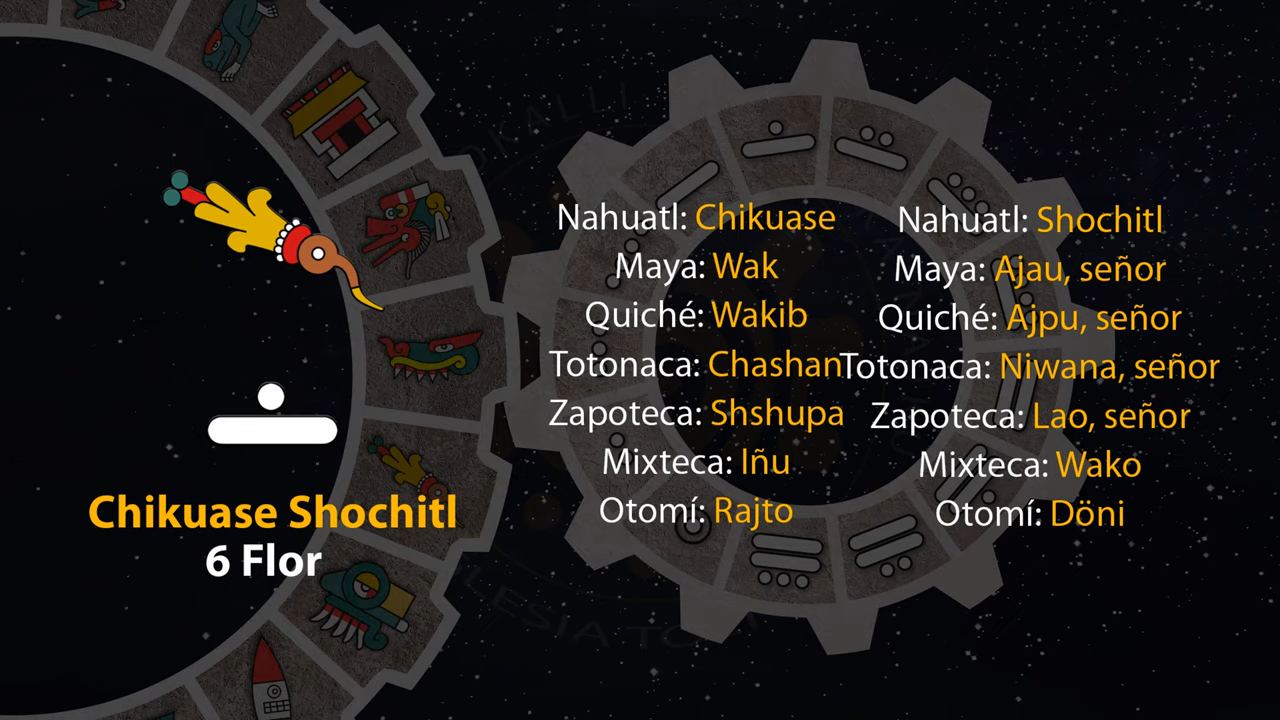 Nahuatl: Chikuase
Maya: Wak
Quiché: Wakib
Totonaca: Chashan
Zapoteca: Shshupa
Mixteca: Iñu
Otomí: Rajto
Nahuatl: Shochitl
Maya: Ajau, señor
Quiché: Ajpu, señor
Totonaca: Niwana, señor
Zapoteca: Lao, señor
Mixteca: Wako
Otomí: Döni
Chikuase Shochitl
6 Flor